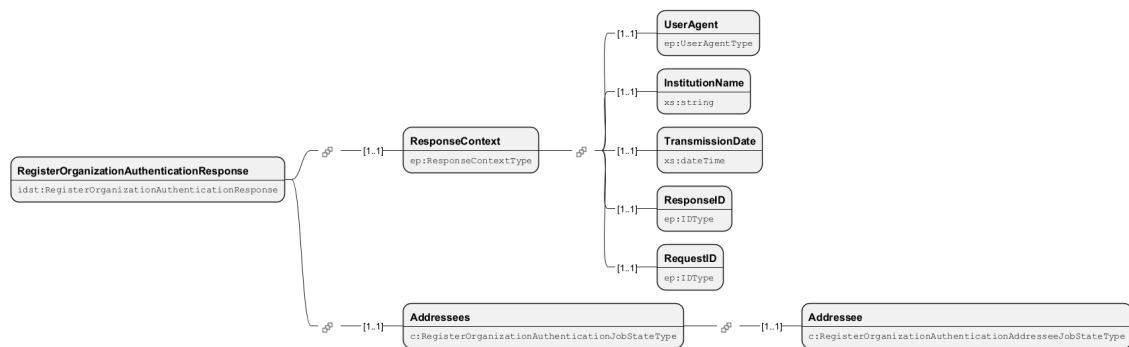 UserAgent
ep:UserAgentType
[1..1]
InstitutionName
xs:string
[1..1]
ResponseContext
ep:ResponseContextType
[1..1]
TransmissionDate
xs:dateTime
[1..1]
RegisterOrganizationAuthenticationResponse
idst:RegisterOrganizationAuthenticationResponse
ResponseID
ep:IDType
[1..1]
RequestID
ep:IDType
[1..1]
Addressees
c:RegisterOrganizationAuthenticationJobStateType
[1..1]
Addressee
c:RegisterOrganizationAuthenticationAddresseeJobStateType
[1..1]